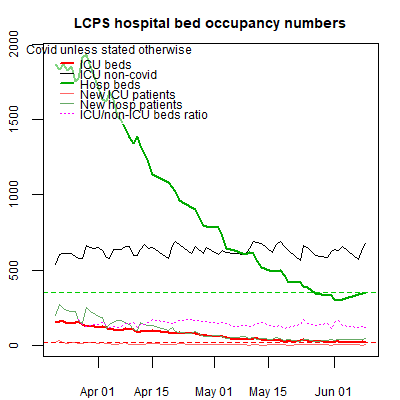 LCPS hospital bed occupancy numbers
Covid unless stated otherwise
ICU beds
ICU non-covid
Hosp beds
New ICU patients
New hosp patients
ICU/non-ICU beds ratio
2000
1500
1000
500
0
Apr 01 Apr 15 May 01 May 15 Jun 01